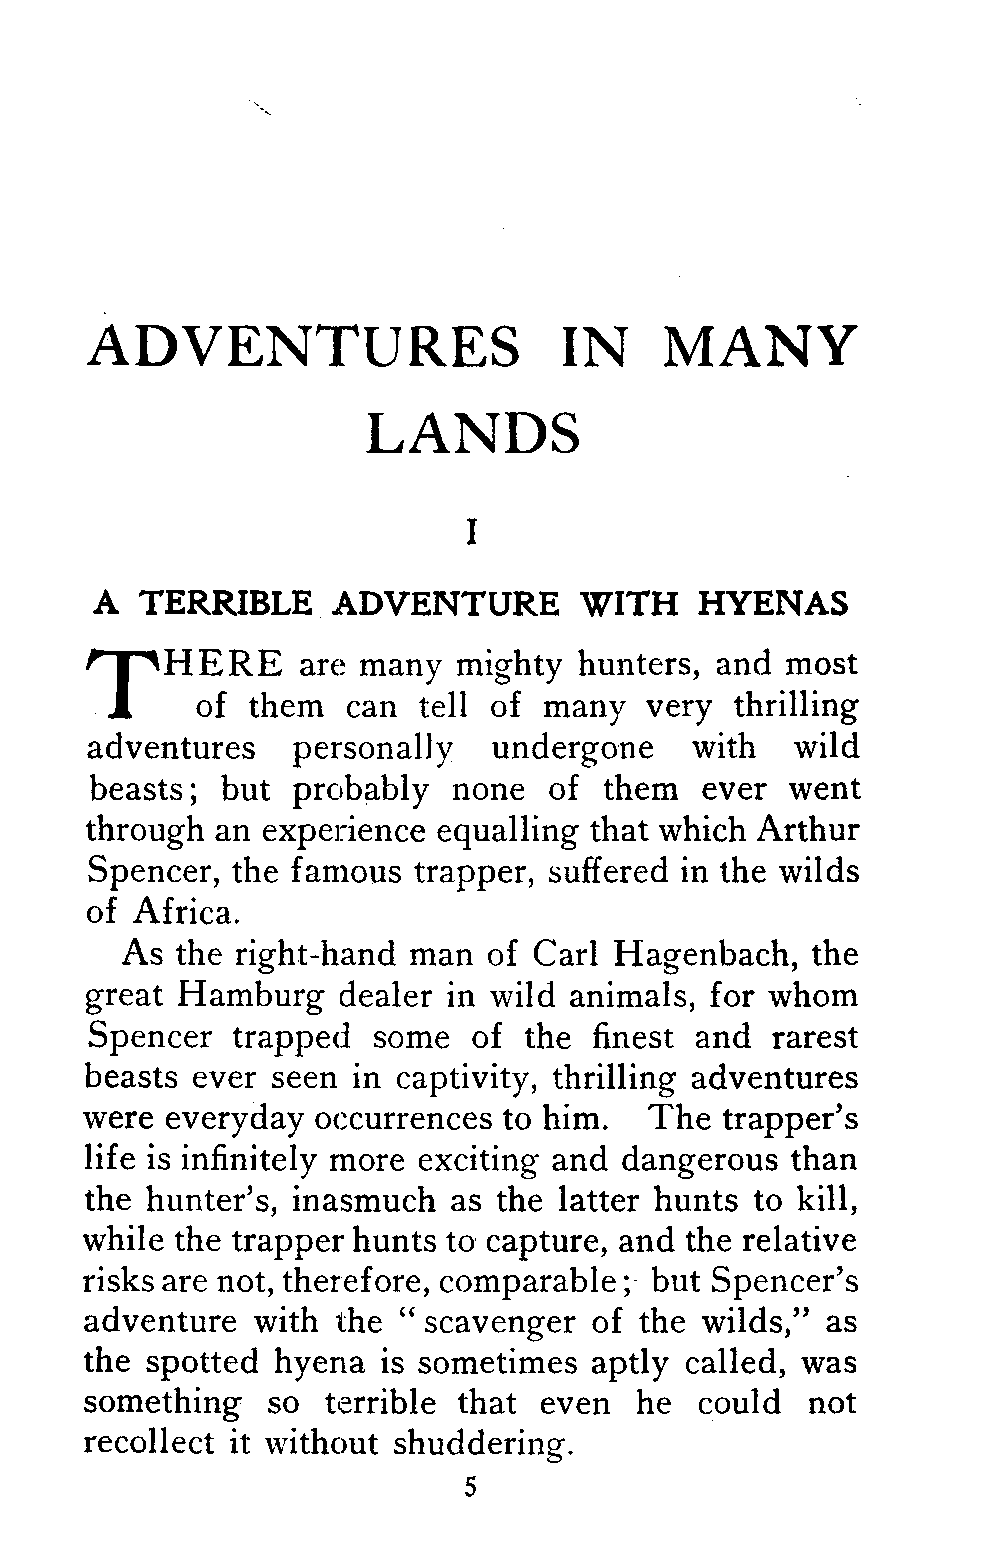 ADVENTURES IN MANY
LANDS
I
A TERRIBLE ADVENTURE WITH HYENAS
THERE are many mighty hunters, and most
of them can tell of many very thrilling
adventures personally undergone with wild
beasts; but probably none of them ever went
through an experience equalling that which Arthur
Spencer, the famous trapper, suffered in the wilds
of Africa.
As the right-hand man of Carl Hagenbach, the
great Hamburg dealer in wild animals, for whom
Spencer trapped some of the finest and rarest
beasts ever seen in captivity, thrilling adventures
were everyday occurrences to him. The trapper's
life is infinitely more exciting and dangerous than
the hunter's, inasmuch as the latter hunts to kill,
while the trapper hunts to capture, and the relative
risks are not, therefore, comparable; but Spencer's
adventure with the “scavenger of the wilds,” as
the spotted hyena is sometimes aptly called, was
something so terrible that even he could not
recollect it without shuddering.
5